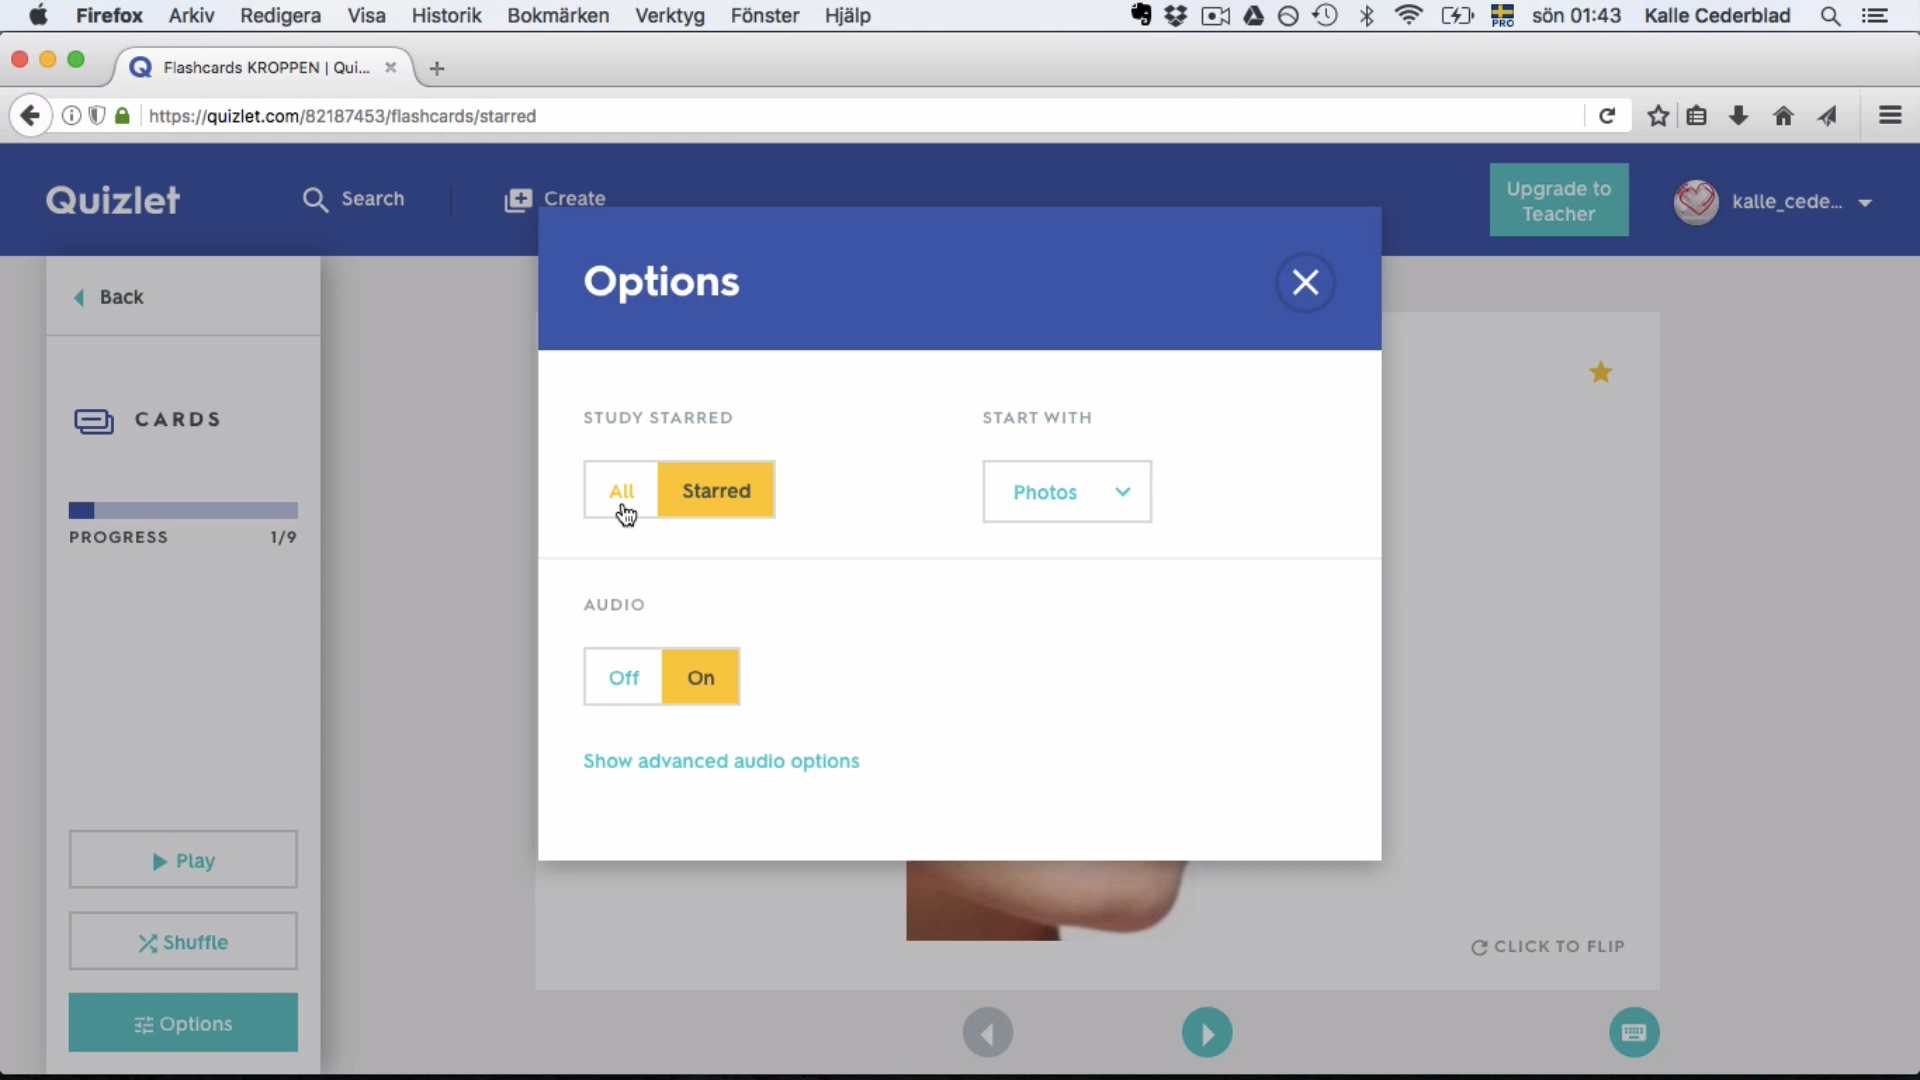 Firefox Arkiv Redigera Visa Historik Bokmärken Verktyg Fönster Hjälp PRO sön 01:43 Kalle Cederblad
Flashcards KROPPEN | Qui...
https://quizlet.com/82187453/flashcards/starred
Quizlet Search Create
Upgrade to
Teacher
kalle_cede...
Back
CARDS
PROGRESS 1/9
Play
Shuffle
Options
Options
STUDY STARRED START WITH
All Starred Photos
AUDIO
Off On
Show advanced audio options
CLICK TO FLIP